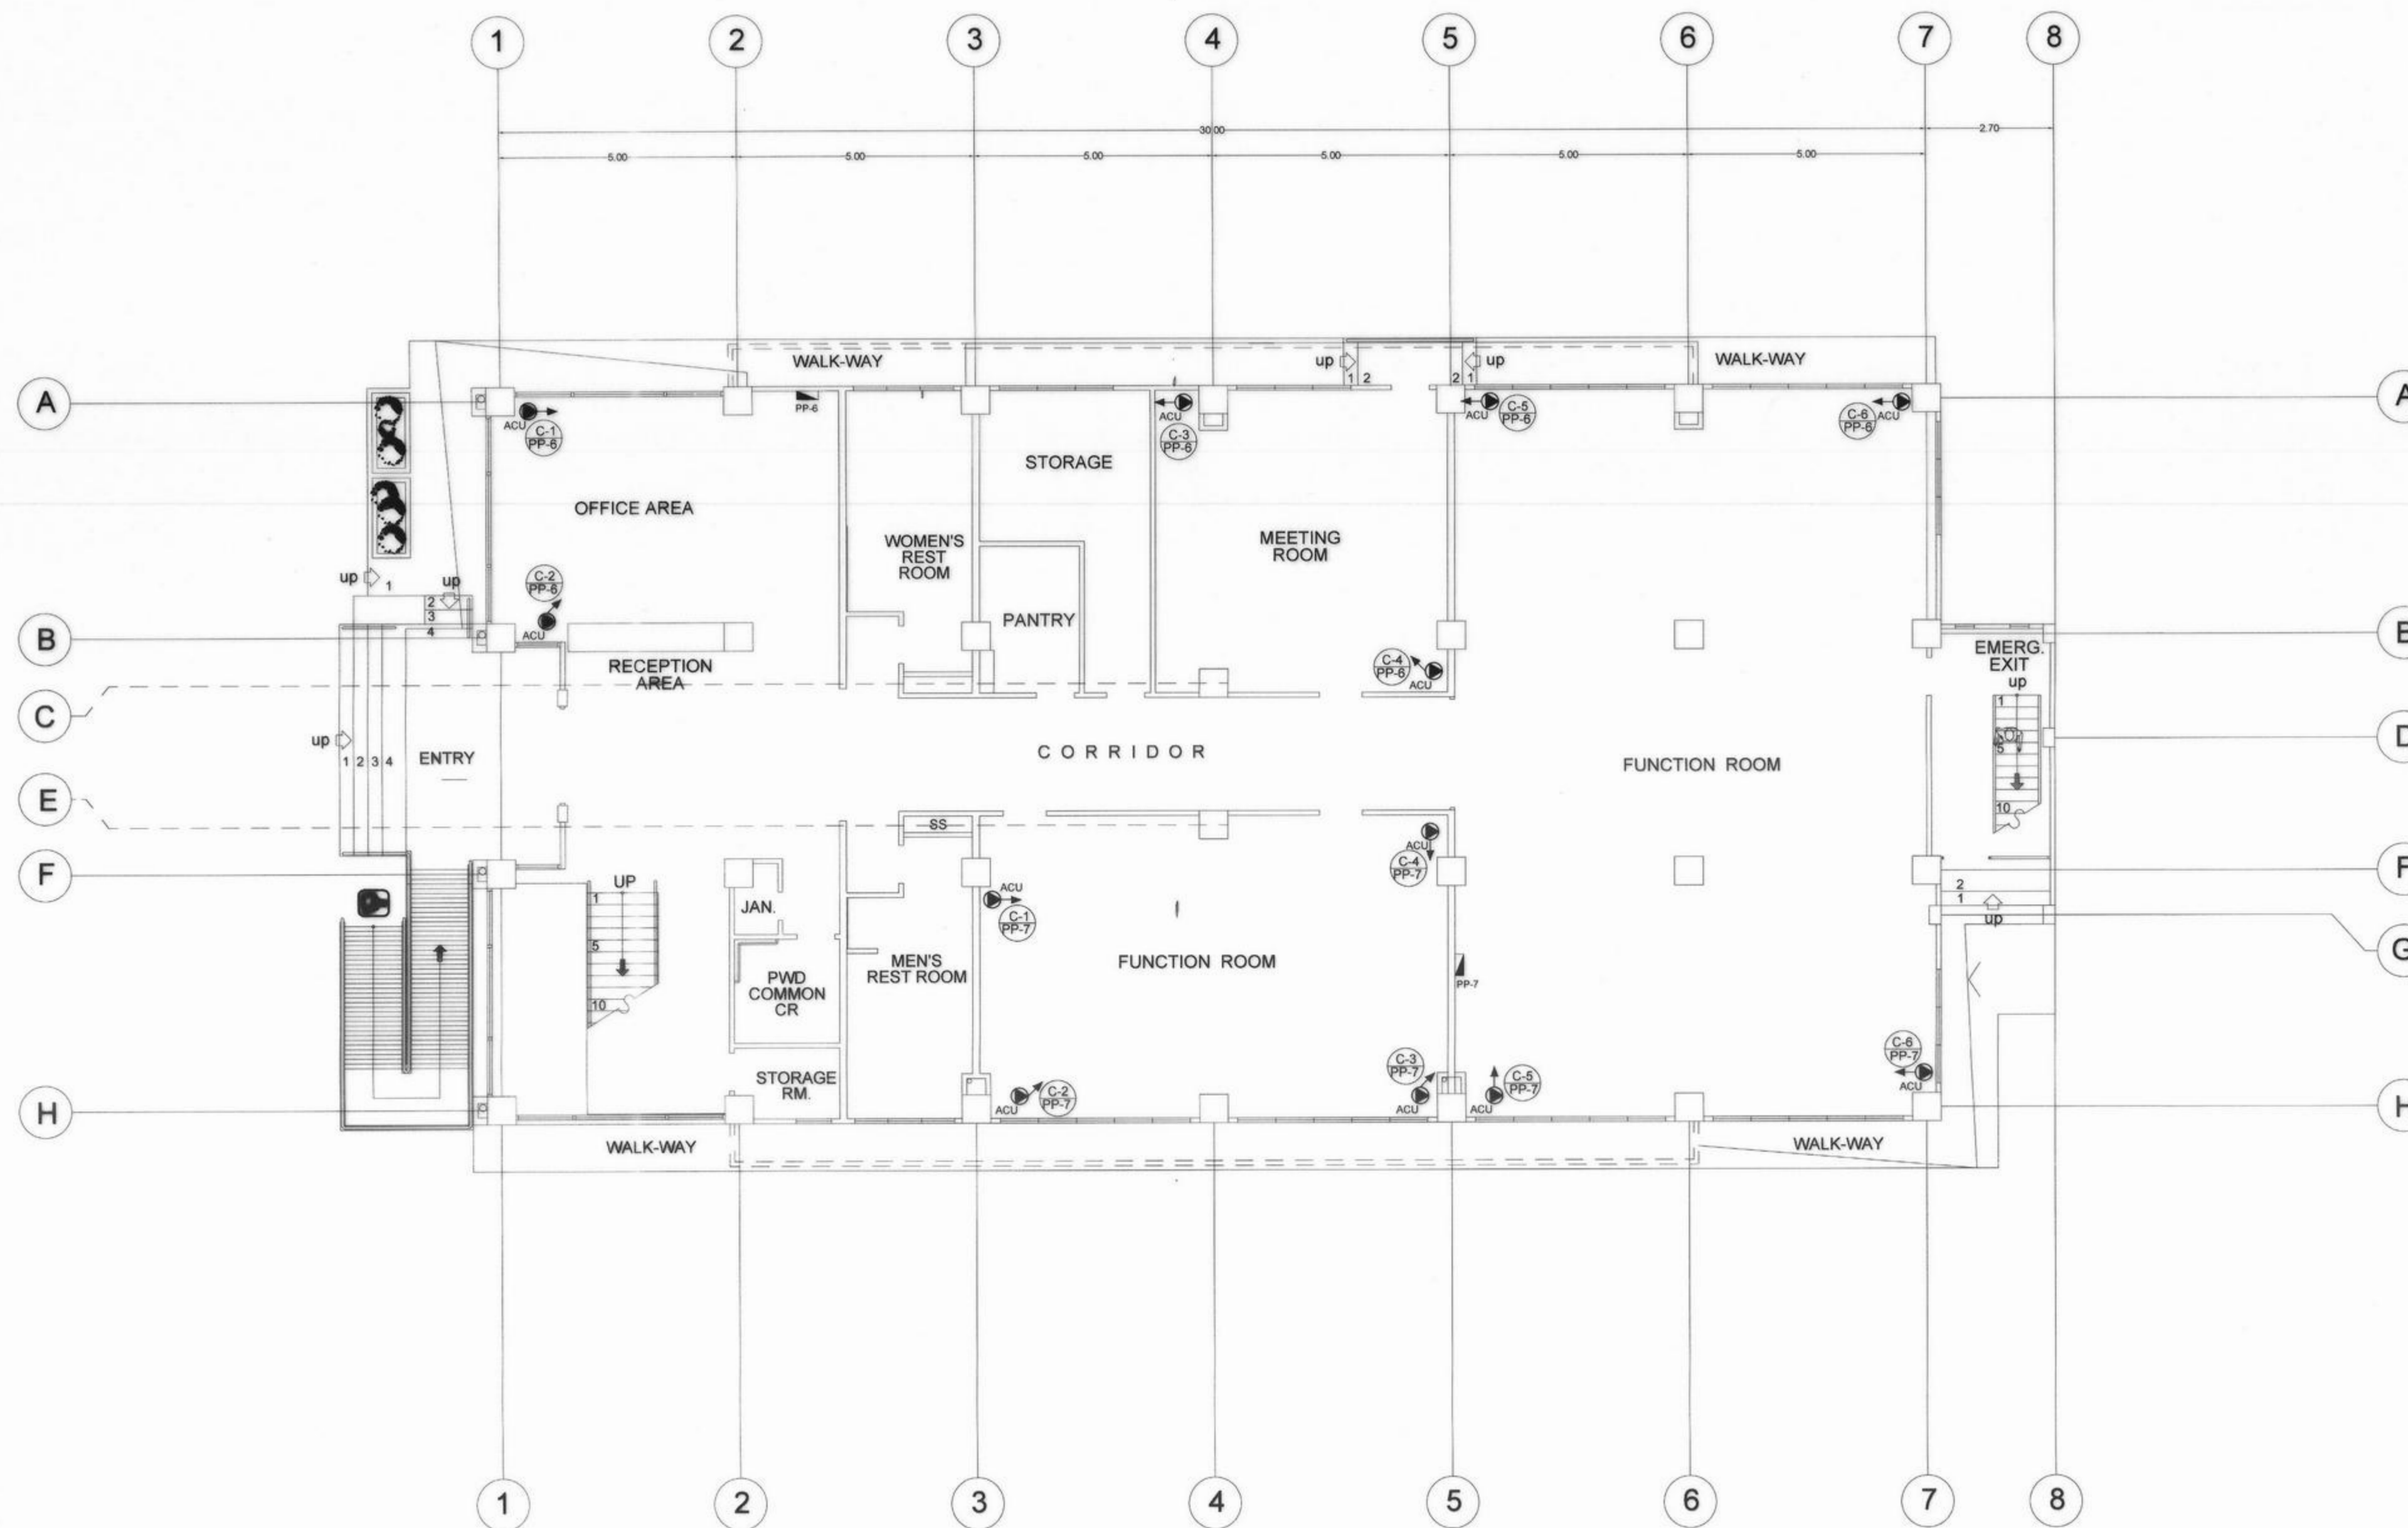 1 2 3 4 5 6 7 8
30.00 2.70
5.00 5.00 5.00 5.00 5.00 5.00
WALK-WAY
up
1 2
up
2 1
WALK-WAY
A
A
ACU
C-1
PP-6
PP-6
ACU
C-3
PP-6
ACU
C-5
PP-6
ACU
C-6
PP-6
STORAGE
OFFICE AREA
WOMEN'S
REST
ROOM
MEETING
ROOM
up
1
up
2
3
4
C-2
PP-6
ACU
PANTRY
B
RECEPTION
AREA
C-4
PP-6
ACU
EMERG.
EXIT
up
1
5
10
C
D
up
1 2 3 4
ENTRY
CORRIDOR
FUNCTION ROOM
E
SS
ACU
C-4
PP-7
F
UP
1
5
10
JAN.
ACU
C-1
PP-7
2
1
up
G
MEN'S
REST ROOM
FUNCTION ROOM
PWD
COMMON
CR
PP-7
STORAGE
RM.
ACU
C-2
PP-7
C-3
PP-7
ACU
ACU
C-5
PP-7
C-6
PP-7
ACU
H
WALK-WAY
WALK-WAY
1 2 3 4 5 6 7 8